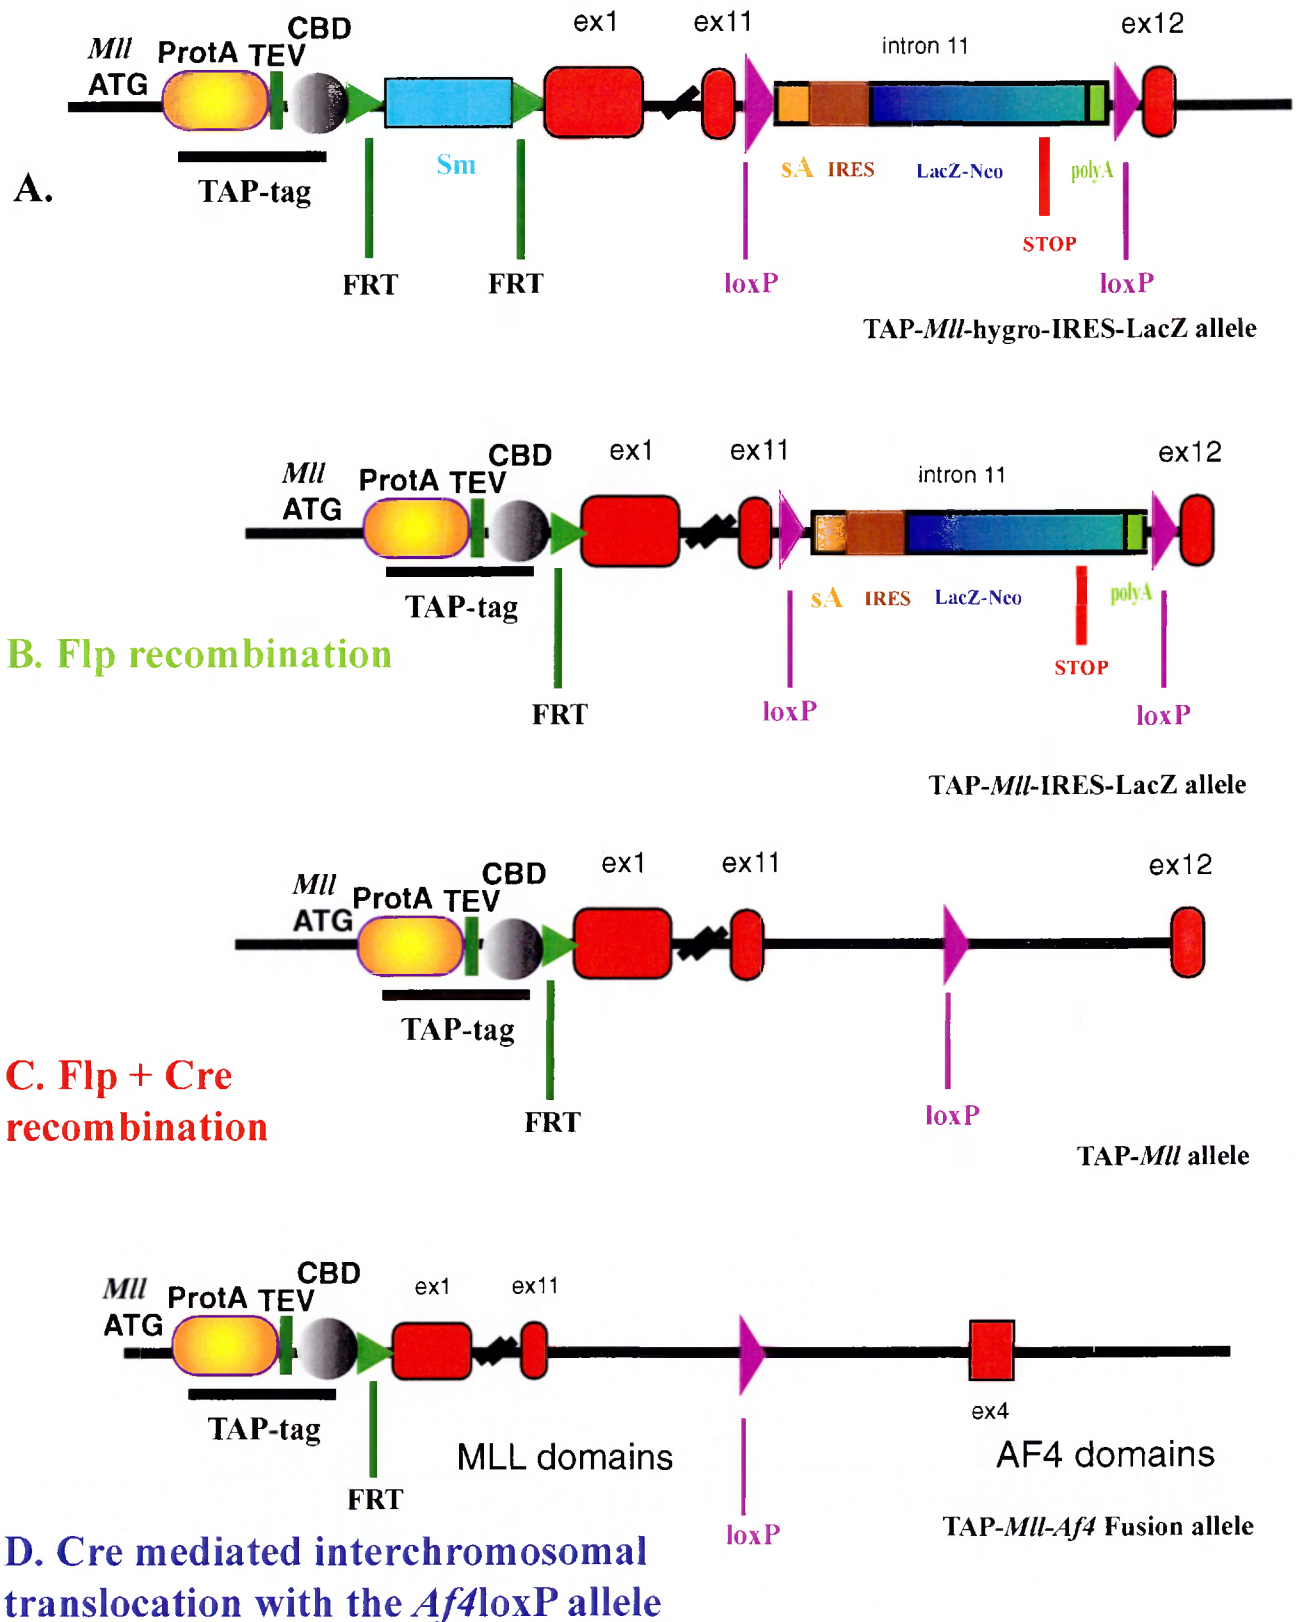 Mll
ATG
ProtA
TEV
CBD
ex1
ex11
intron 11
ex12
A.
TAP-tag
Sm
sA
IRES
LacZ-Neo
polyA
STOP
FRT
FRT
loxP
loxP
TAP-Mll-hygro-IRES-LacZ allele
Mll
ATG
ProtA
TEV
CBD
ex1
ex11
intron 11
ex12
TAP-tag
sA
IRES
LacZ-Neo
polyA
B. Flp recombination
STOP
FRT
loxP
loxP
TAP-Mll-IRES-LacZ allele
Mll
ATG
ProtA
TEV
CBD
ex1
ex11
ex12
TAP-tag
C. Flp + Cre
recombination
FRT
loxP
TAP-Mll allele
Mll
ATG
ProtA
TEV
CBD
ex1
ex11
ex4
TAP-tag
MLL domains
AF4 domains
FRT
loxP
TAP-Mll-Af4 Fusion allele
D. Cre mediated interchromosomal
translocation with the Af4loxP allele